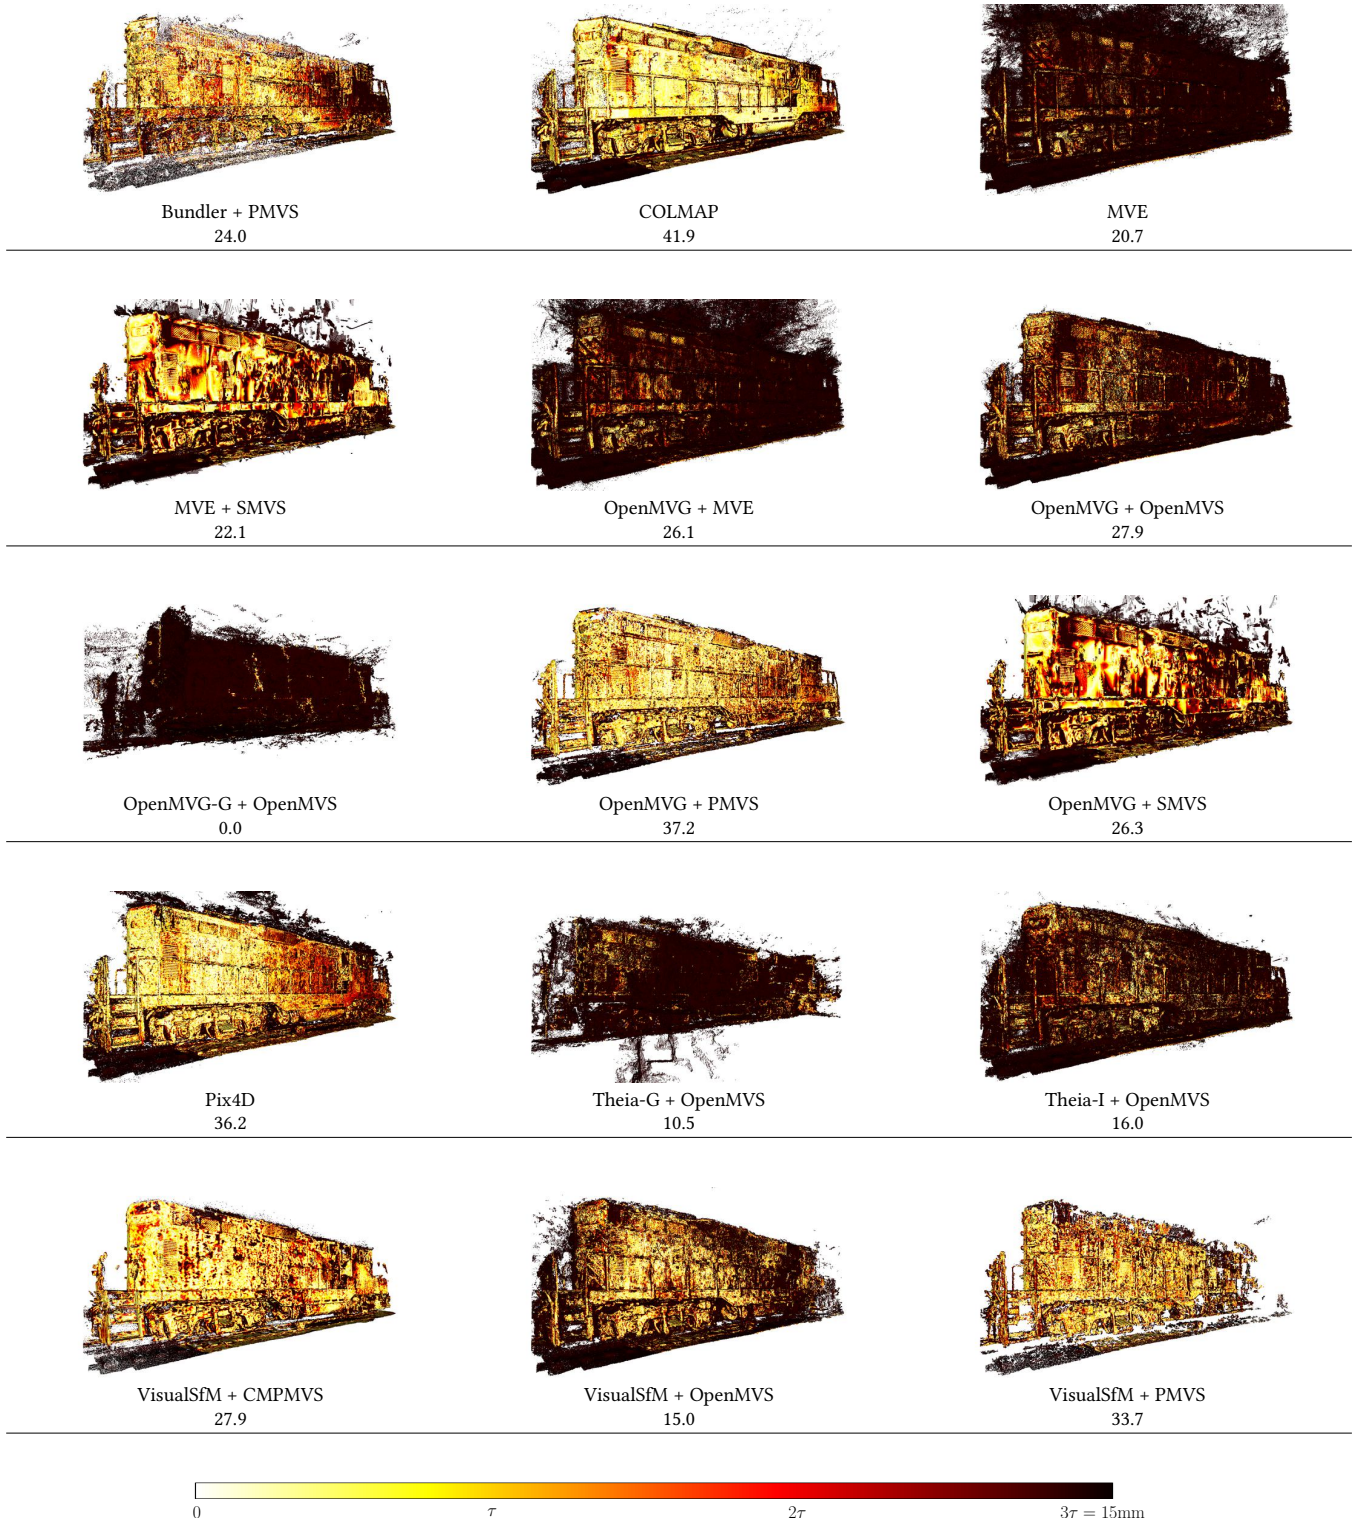 Bundler + PMVS
24.0
COLMAP
41.9
MVE
20.7
MVE + SMVS
22.1
OpenMVG + MVE
26.1
OpenMVG + OpenMVS
27.9
OpenMVG-G + OpenMVS
0.0
OpenMVG + PMVS
37.2
OpenMVG + SMVS
26.3
Pix4D
36.2
Theia-G + OpenMVS
10.5
Theia-I + OpenMVS
16.0
VisualSfM + CMPMVS
27.9
VisualSfM + OpenMVS
15.0
VisualSfM + PMVS
33.7
0 τ 2τ 3τ = 15mm